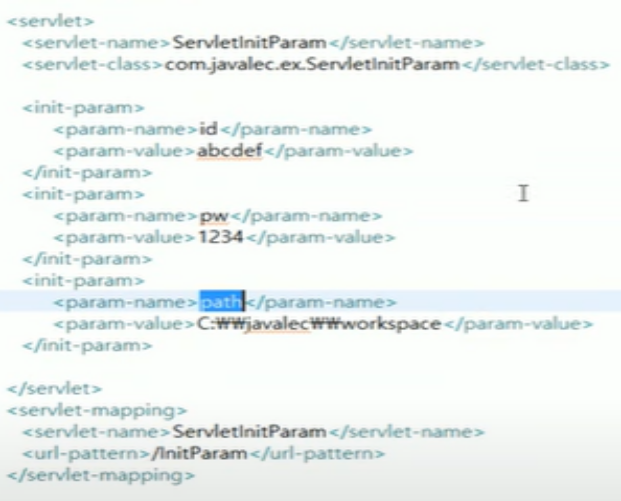 <servlet>
<servlet-name>ServletInitParam</servlet-name>
<servlet-class>com.javalec.ex.ServletInitParam</servlet-class>
<init-param>
<param-name>id</param-name>
<param-value>abcdef</param-value>
</init-param>
<init-param>
<param-name>pw</param-name>
<param-value>1234</param-value>
</init-param>
<init-param>
<param-name>path</param-name>
<param-value>C:₩₩javalec₩₩workspace</param-value>
</init-param>
</servlet>
<servlet-mapping>
<servlet-name>ServletInitParam</servlet-name>
<url-pattern>/InitParam</url-pattern>
</servlet-mapping>